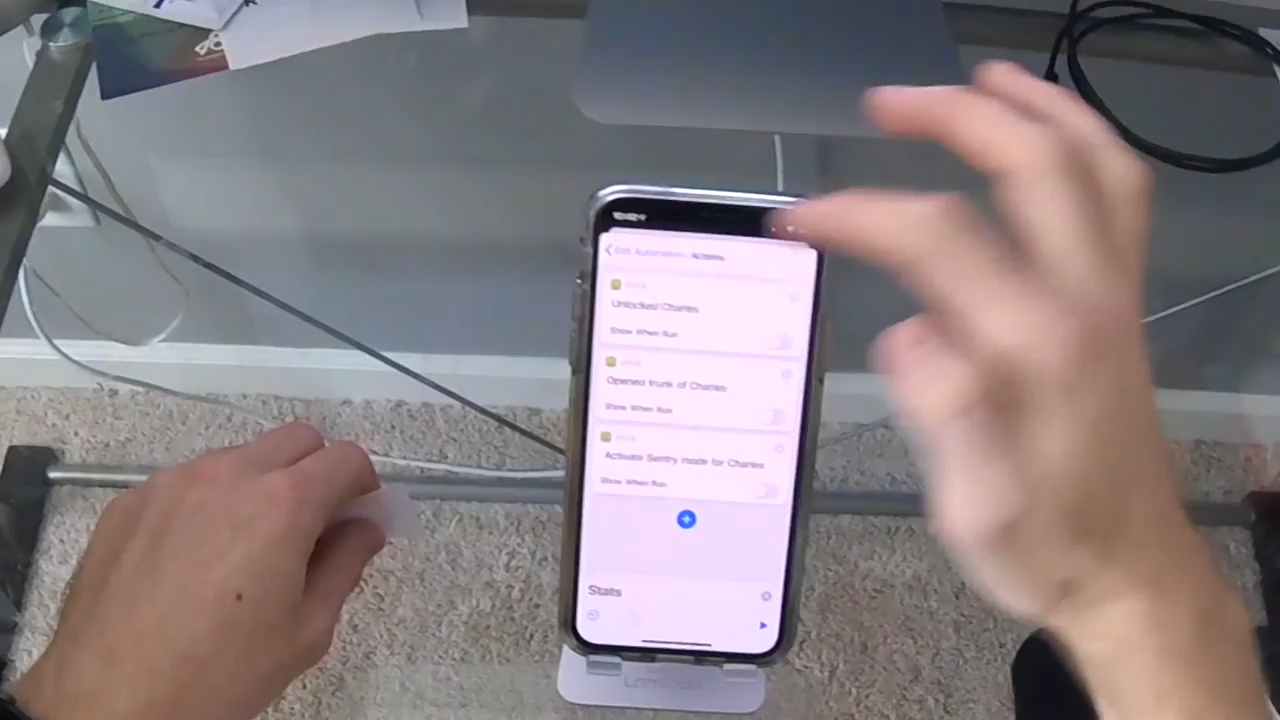 Edit Automation Actions
Unlocked Charles
Show When Run
Opened trunk of Charles
Show When Run
Activate Sentry mode for Charles
Show When Run
Stats